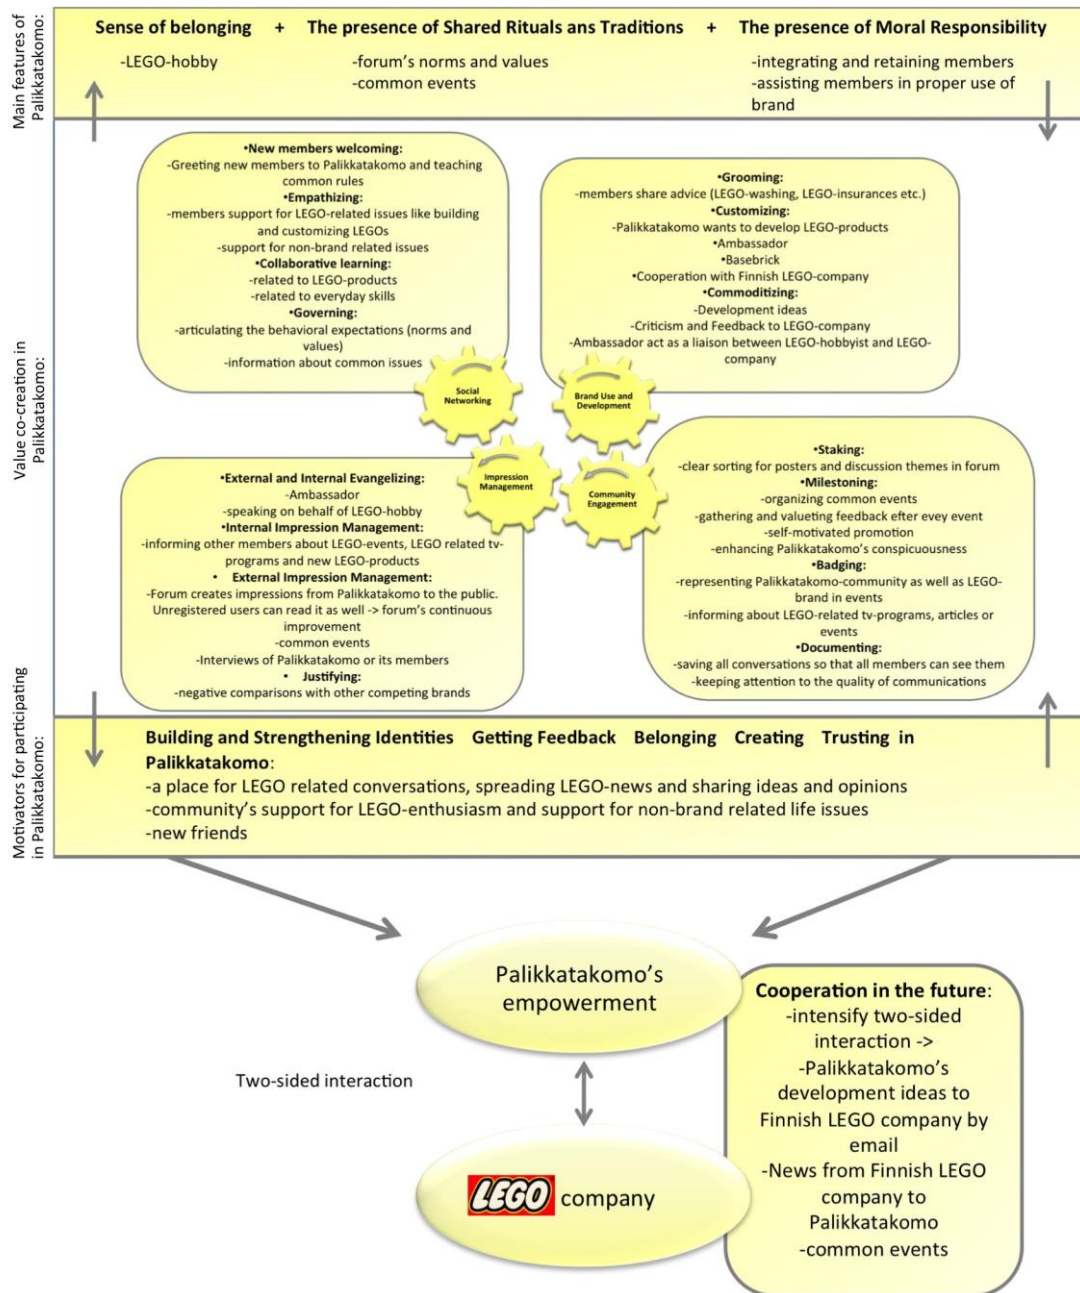 Main features of
Palikkatakomo:
Sense of belonging + The presence of Shared Rituals ans Traditions + The presence of Moral Responsibility
-LEGO-hobby
-forum's norms and values
-common events
-integrating and retaining members
-assisting members in proper use of
brand
Value co-creation in
Palikkatakomo:
•New members welcoming:
-Greeting new members to Palikkatakomo and teaching
common rules
•Empathizing:
-members support for LEGO-related issues like building
and customizing LEGOs
-support for non-brand related issues
•Collaborative learning:
-related to LEGO-products
-related to everyday skills
•Governing:
-articulating the behavioral expectations (norms and
values)
-information about common issues
•Grooming:
-members share advice (LEGO-washing, LEGO-insurances etc.)
•Customizing:
-Palikkatakomo wants to develop LEGO-products
•Ambassador
•Basebrick
•Cooperation with Finnish LEGO-company
•Commoditizing:
-Development ideas
-Criticism and Feedback to LEGO-company
-Ambassador act as a liaison between LEGO-hobbyist and LEGO-
company
Social
Networking
Brand Use and
Development
Impression
Management
Community
Engagement
•External and Internal Evangelizing:
-Ambassador
-speaking on behalf of LEGO-hobby
•Internal Impression Management:
-informing other members about LEGO-events, LEGO related tv-
programs and new LEGO-products
• External Impression Management:
-Forum creates impressions from Palikkatakomo to the public.
Unregistered users can read it as well -> forum's continuous
improvement
-common events
-Interviews of Palikkatakomo or its members
• Justifying:
-negative comparisons with other competing brands
•Staking:
-clear sorting for posters and discussion themes in forum
•Milestoning:
-organizing common events
-gathering and valueting feedback efter evey event
-self-motivated promotion
-enhancing Palikkatakomo's conspicuousness
•Badging:
-representing Palikkatakomo-community as well as LEGO-
brand in events
-informing about LEGO-related tv-programs, articles or
events
•Documenting:
-saving all conversations so that all members can see them
-keeping attention to the quality of communications
Motivators for participating
in Palikkatakomo:
Building and Strengthening Identities Getting Feedback Belonging Creating Trusting in
Palikkatakomo:
-a place for LEGO related conversations, spreading LEGO-news and sharing ideas and opinions
-community's support for LEGO-enthusiasm and support for non-brand related life issues
-new friends
Palikkatakomo's
empowerment
Two-sided interaction
LEGO company
Cooperation in the future:
-intensify two-sided
interaction ->
-Palikkatakomo's
development ideas to
Finnish LEGO company by
email
-News from Finnish LEGO
company to
Palikkatakomo
-common events